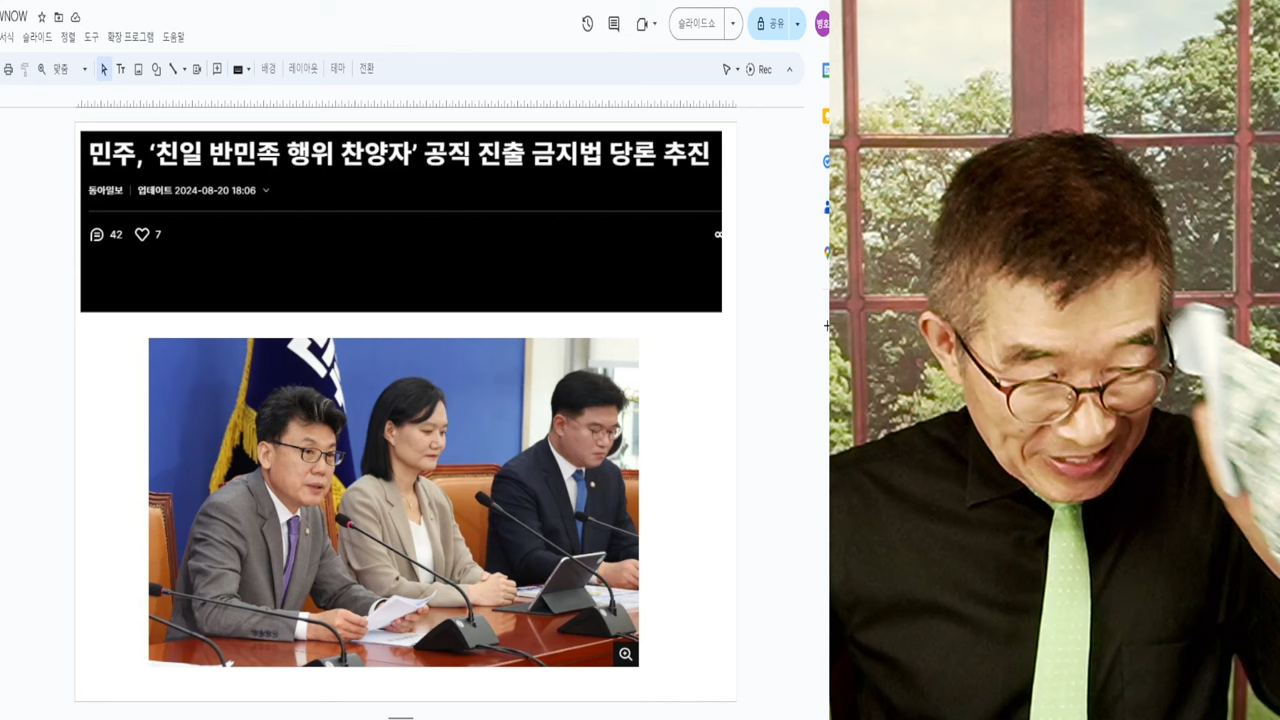 WNOW
서식 슬라이드 정렬 도구 확장 프로그램 도움말
슬라이드쇼
공유
병호
맞춤
Tт
배경 레이아웃 테마 전환
Rec
민주, ‘친일 반민족 행위 찬양자’ 공직 진출 금지법 당론 추진
동아일보 | 업데이트 2024-08-20 18:06
42 7